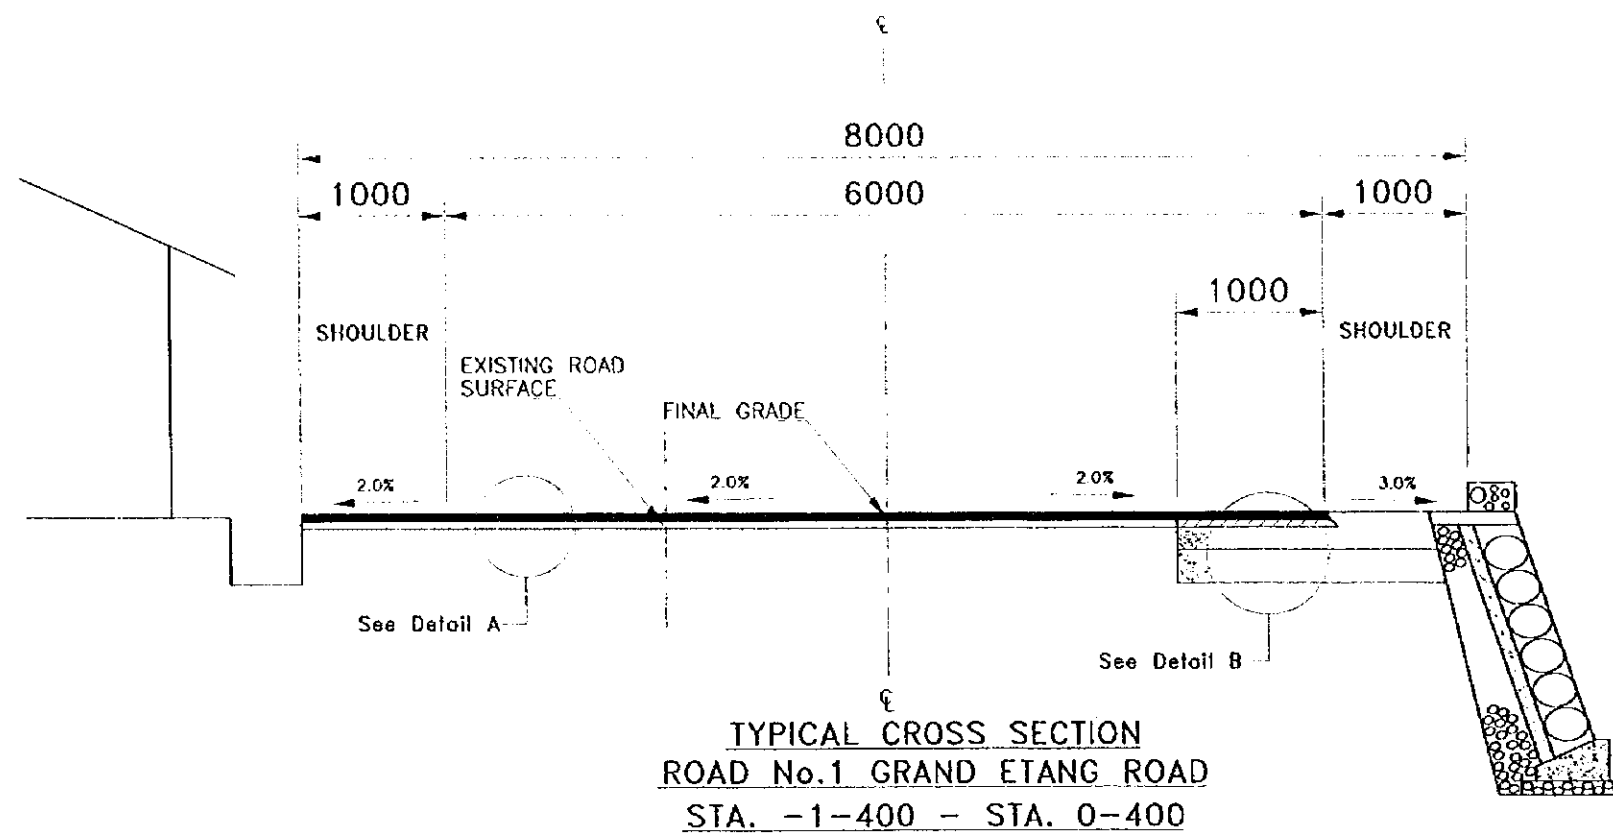 ℄
8000
1000 6000 1000
1000
SHOULDER SHOULDER
EXISTING ROAD
SURFACE
FINAL GRADE
2.0% 2.0% 2.0% 3.0%
See Detail A
See Detail B
℄
TYPICAL CROSS SECTION
ROAD No.1 GRAND ETANG ROAD
STA. -1-400 - STA. 0-400